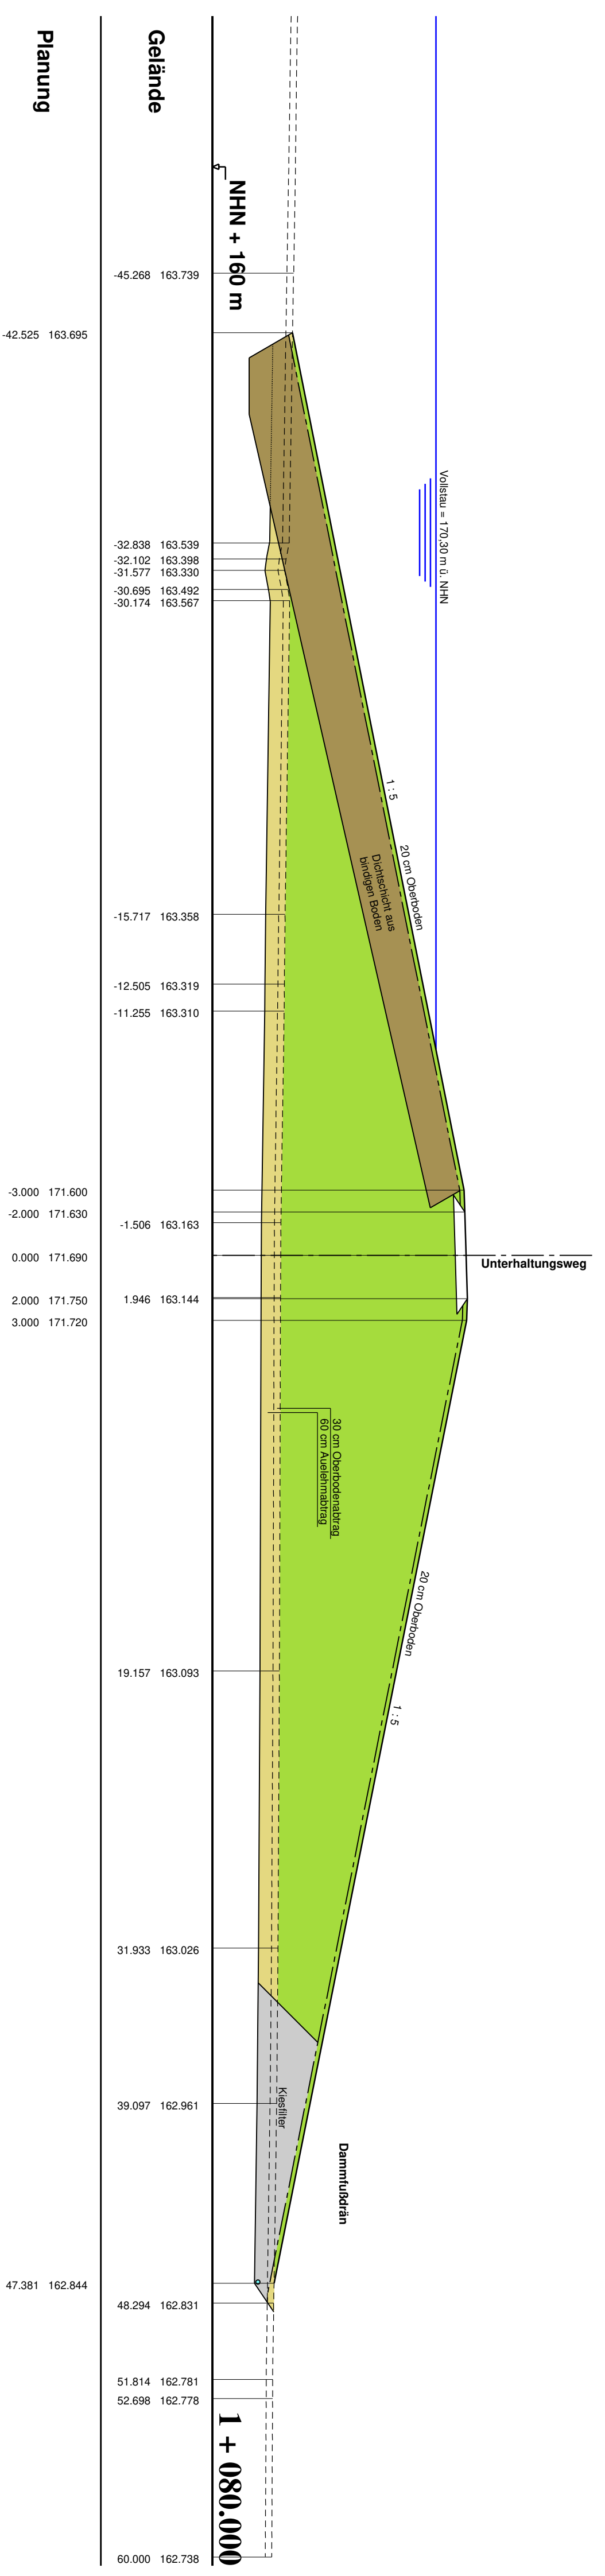 Planung
Gelände
NHN + 160 m
-45.268 163.739
-42.525 163.695
Vollstau = 170,30 m ü. NHN
-32.838 163.539
-32.102 163.398
-31.577 163.330
-30.695 163.492
-30.174 163.567
1 : 5
20 cm Oberboden
Dichtschicht aus
bindigen Boden
-15.717 163.358
-12.505 163.319
-11.255 163.310
-3.000 171.600
-2.000 171.630
-1.506 163.163
0.000 171.690
Unterhaltungsweg
2.000 171.750
1.946 163.144
3.000 171.720
30 cm Oberbodenabtrag
60 cm Auelehmabtrag
20 cm Oberboden
1 : 5
19.157 163.093
31.933 163.026
Kiesfilter
39.097 162.961
Dammfußdrän
47.381 162.844
48.294 162.831
51.814 162.781
52.698 162.778
1 + 080.000
60.000 162.738